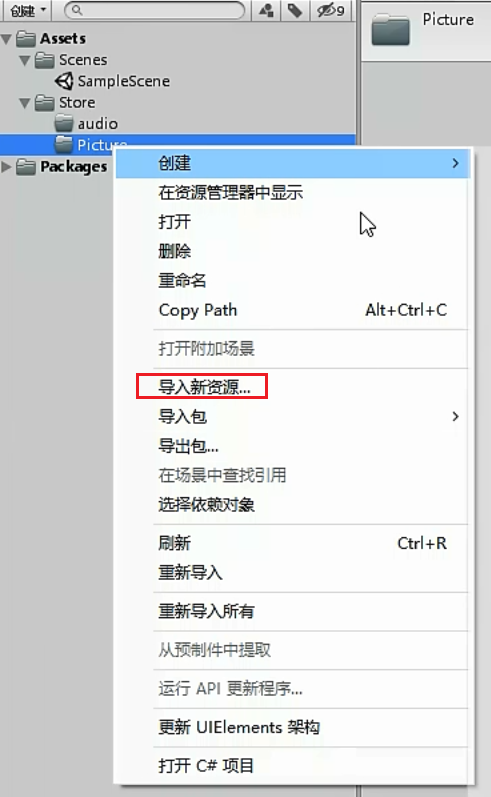 创建
9
Picture
Assets
Scenes
SampleScene
Store
audio
Picture
Packages
创建
在资源管理器中显示
打开
删除
重命名
Copy Path Alt+Ctrl+C
打开附加场景
导入新资源...
导入包
导出包...
在场景中查找引用
选择依赖对象
刷新 Ctrl+R
重新导入
重新导入所有
从预制件中提取
运行 API 更新程序...
更新 UIElements 架构
打开 C# 项目